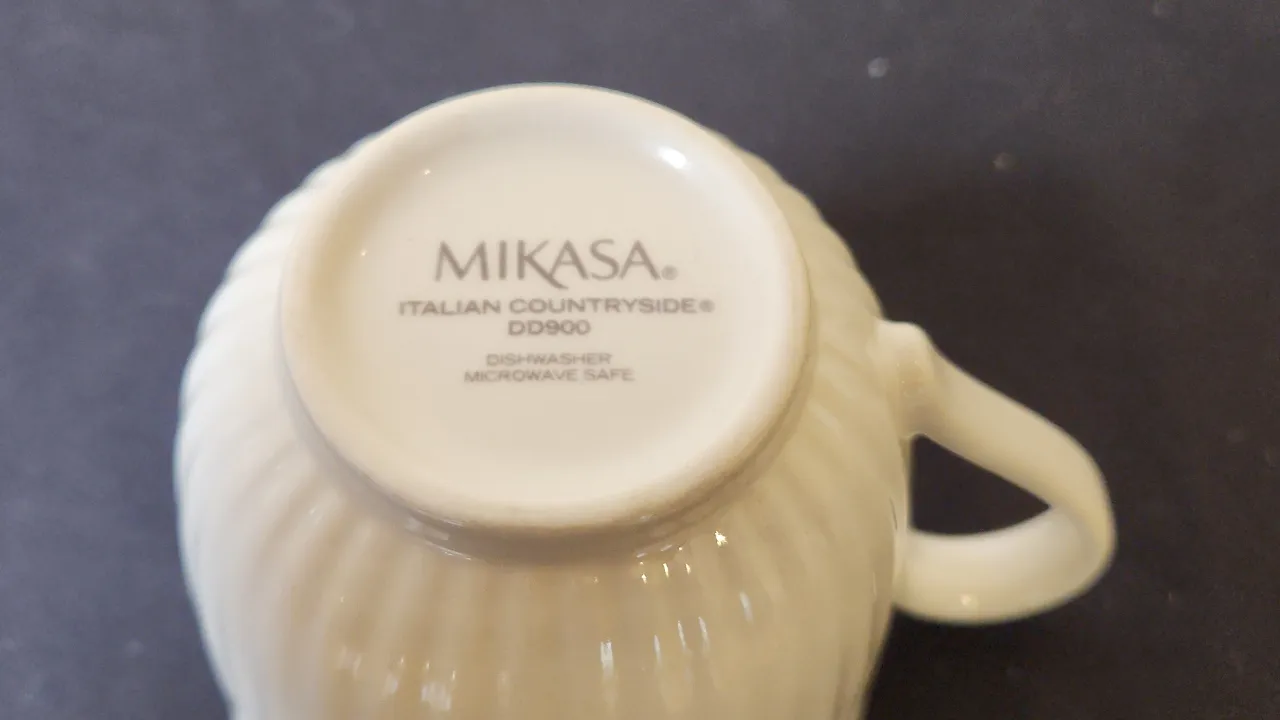 MIKASA®
ITALIAN COUNTRYSIDE®
DD900
DISHWASHER
MICROWAVE SAFE